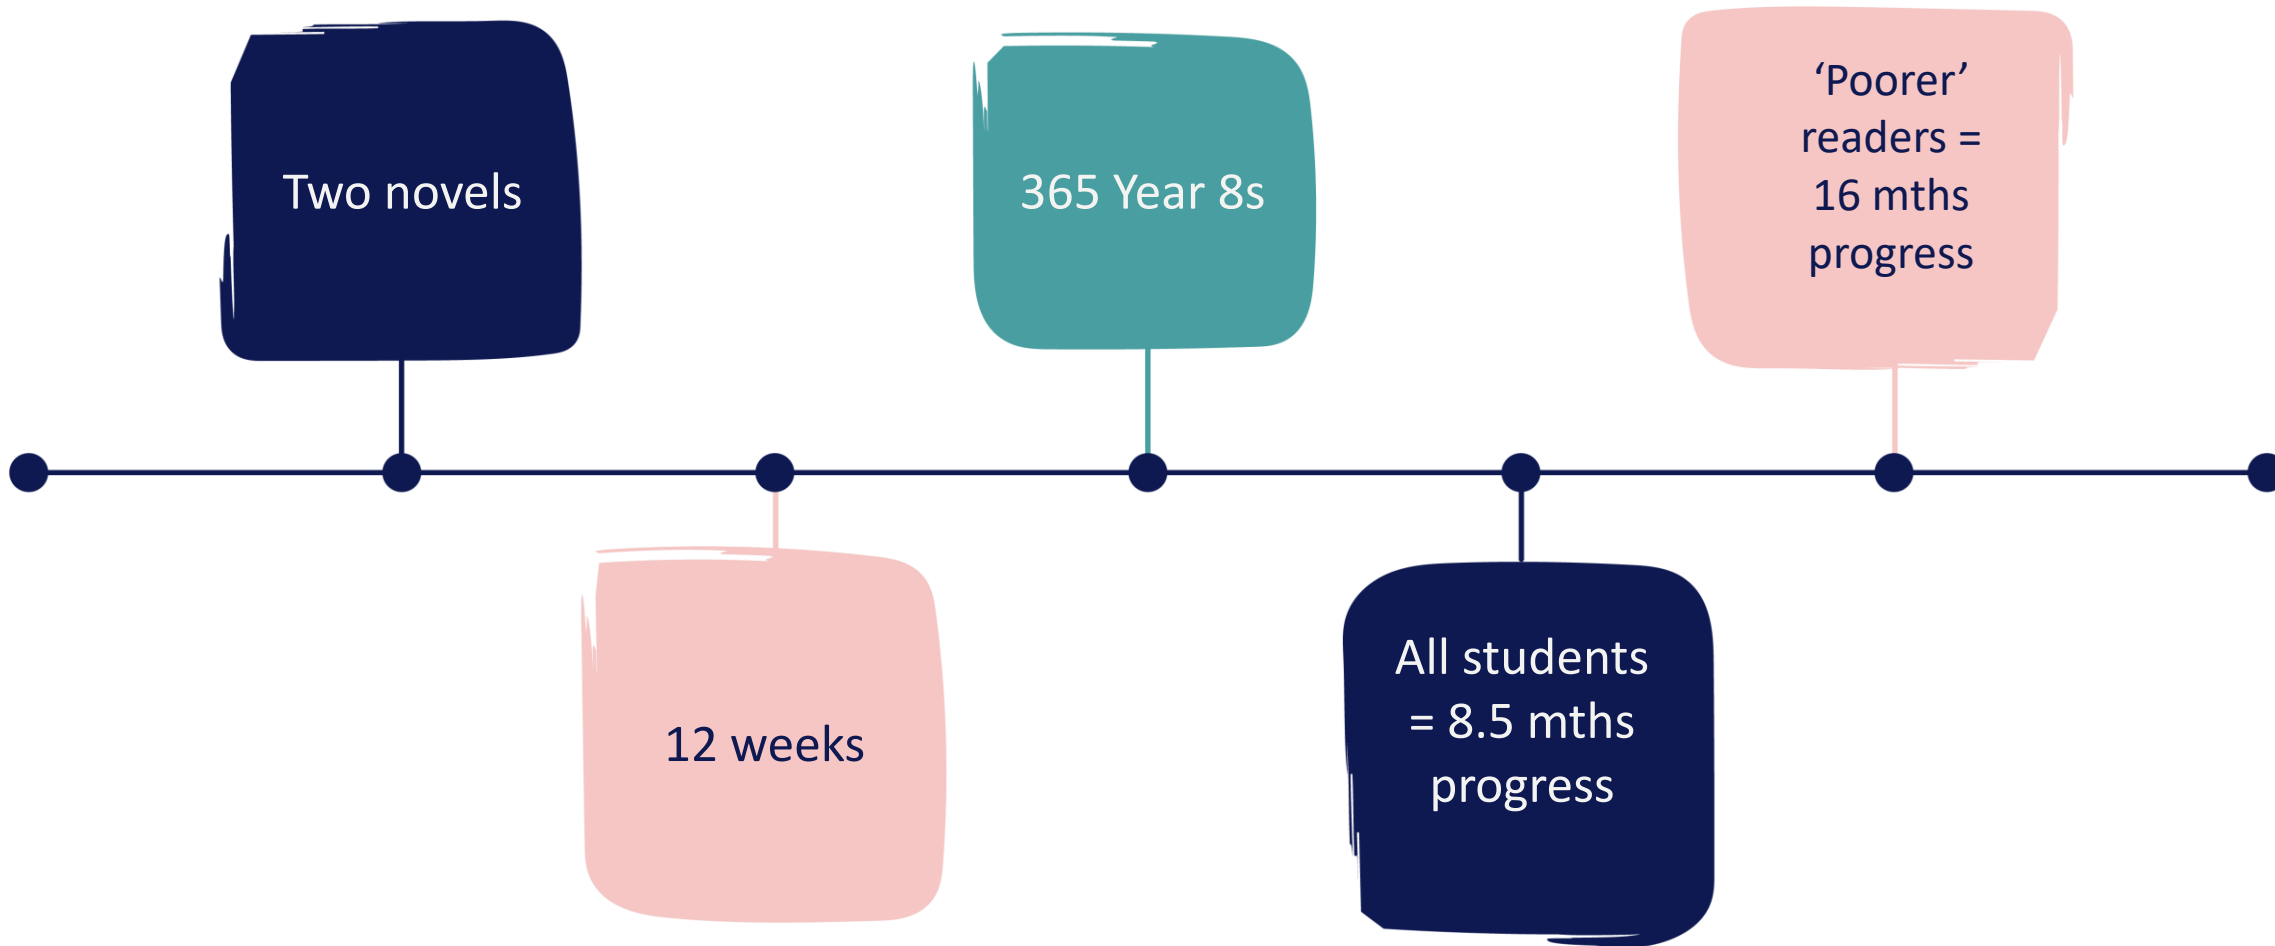 Two novels
12 weeks
365 Year 8s
All students
= 8.5 mths
progress
‘Poorer’
readers =
16 mths
progress